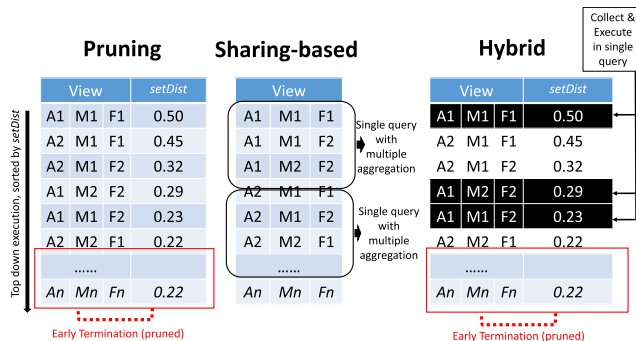 Collect &
Execute
in single
query
Pruning
Sharing-based
Hybrid
Top down execution, sorted by setDist
View setDist
A1 M1 F1 0.50
A2 M1 F1 0.45
A2 M2 F2 0.32
A1 M2 F2 0.29
A1 M1 F2 0.23
A2 M2 F1 0.22
......
An Mn Fn 0.22
Early Termination (pruned)
View
A1 M1 F1
A1 M1 F2
A1 M2 F2
A2 M1 F1
A2 M1 F2
A2 M2 F1
......
An Mn Fn
Single query
with
multiple
aggregation
Single query
with
multiple
aggregation
View setDist
A1 M1 F1 0.50
A2 M1 F1 0.45
A2 M2 F2 0.32
A1 M2 F2 0.29
A1 M1 F2 0.23
A2 M2 F1 0.22
......
An Mn Fn 0.22
Early Termination (pruned)